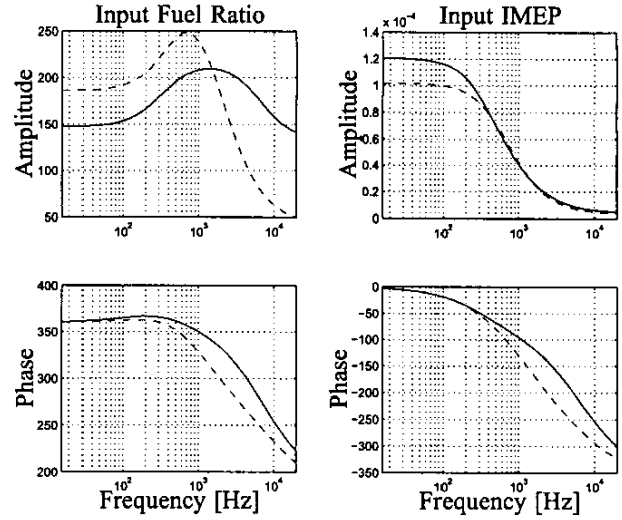 Input Fuel Ratio
Input IMEP
250
200
150
100
50
Amplitude
10² 10³ 10⁴
× 10⁻⁴
1.4
1.2
1
0.8
0.6
0.4
0.2
0
Amplitude
10² 10³ 10⁴
400
350
300
250
200
Phase
10² 10³ 10⁴
Frequency [Hz]
0
-50
-100
-150
-200
-250
-300
-350
Phase
10² 10³ 10⁴
Frequency [Hz]